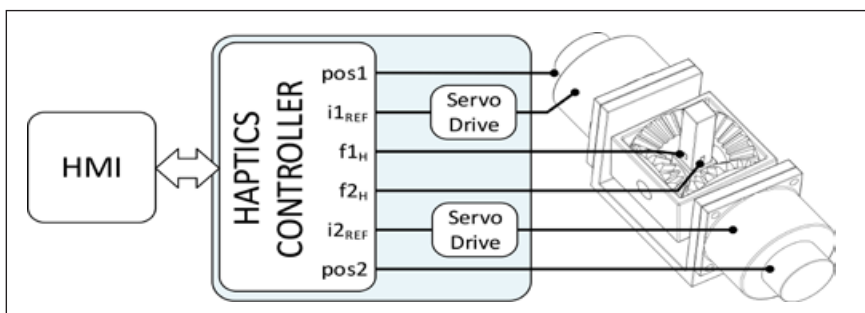 HMI
HAPTICS
CONTROLLER
pos1
i1REF
Servo
Drive
f1H
f2H
i2REF
Servo
Drive
pos2